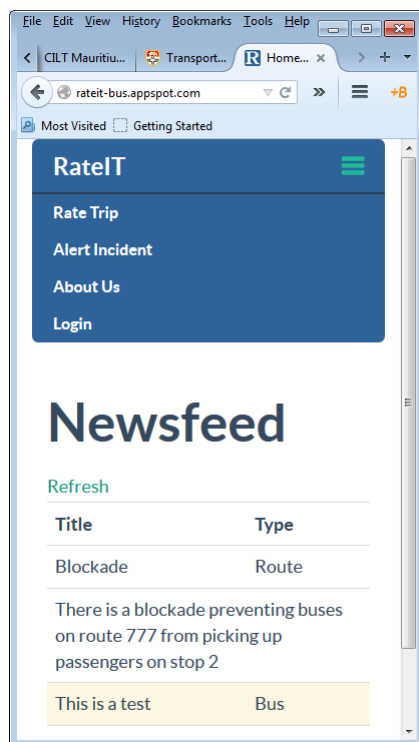 File Edit View History Bookmarks Tools Help
CILT Mauritiu... Transport... Home...
rateit-bus.appspot.com
+B
Most Visited Getting Started
RateIT
Rate Trip
Alert Incident
About Us
Login
Newsfeed
Refresh
Title Type
Blockade Route
There is a blockade preventing buses
on route 777 from picking up
passengers on stop 2
This is a test Bus